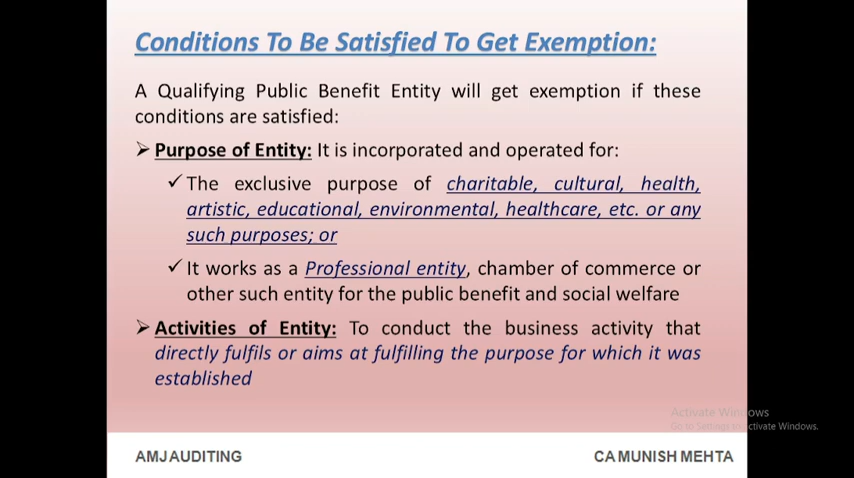 Conditions To Be Satisfied To Get Exemption:
A Qualifying Public Benefit Entity will get exemption if these
conditions are satisfied:
➢ Purpose of Entity: It is incorporated and operated for:
✓ The exclusive purpose of charitable, cultural, health,
artistic, educational, environmental, healthcare, etc. or any
such purposes; or
✓ It works as a Professional entity, chamber of commerce or
other such entity for the public benefit and social welfare
➢ Activities of Entity: To conduct the business activity that
directly fulfils or aims at fulfilling the purpose for which it was
established
Activate Windows
Go to Settings to activate Windows.
AMJ AUDITING
CA MUNISH MEHTA